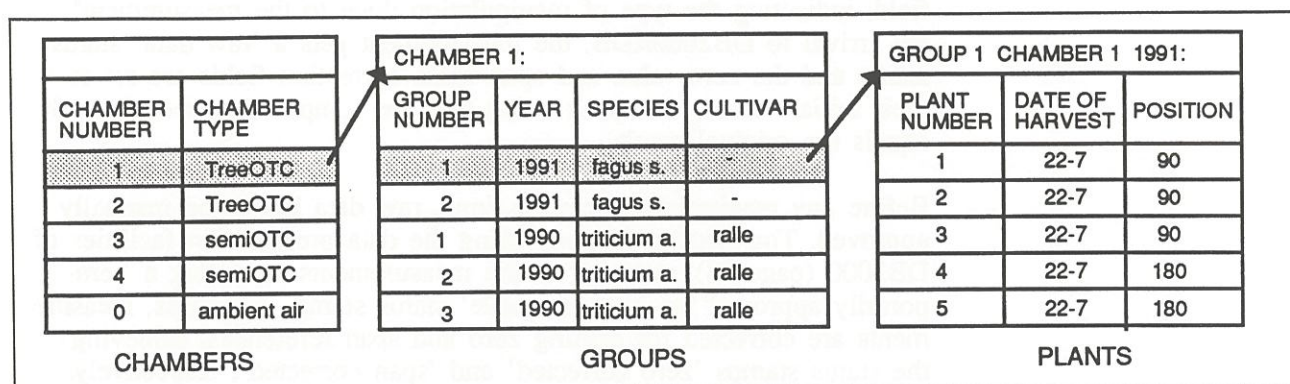 CHAMBER NUMBER CHAMBER TYPE
1 TreeOTC
2 TreeOTC
3 semiOTC
4 semiOTC
0 ambient air
CHAMBERS
CHAMBER 1:
GROUP NUMBER YEAR SPECIES CULTIVAR
1 1991 fagus s. -
2 1991 fagus s. -
1 1990 triticium a. ralle
2 1990 triticium a. ralle
3 1990 triticium a. ralle
GROUPS
GROUP 1 CHAMBER 1 1991:
PLANT NUMBER DATE OF HARVEST POSITION
1 22-7 90
2 22-7 90
3 22-7 90
4 22-7 180
5 22-7 180
PLANTS